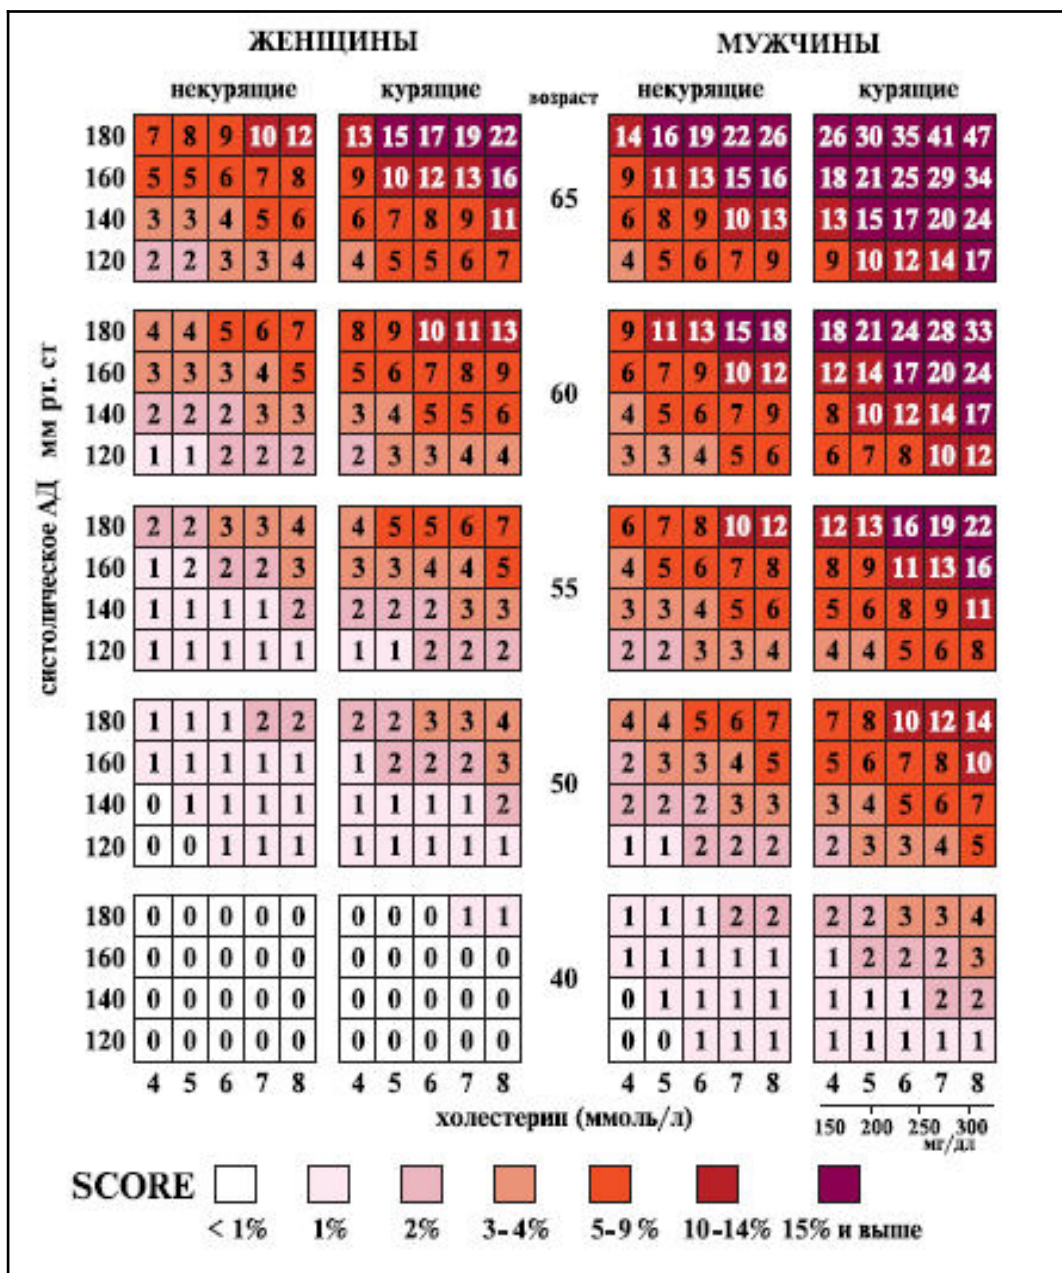 ЖЕНЩИНЫ МУЖЧИНЫ
некурящие курящие возраст некурящие курящие
180 7 8 9 10 12 13 15 17 19 22 14 16 19 22 26 26 30 35 41 47
160 5 5 6 7 8 9 10 12 13 16 9 11 13 15 16 18 21 25 29 34
65
140 3 3 4 5 6 6 7 8 9 11 6 8 9 10 13 13 15 17 20 24
120 2 2 3 3 4 4 5 5 6 7 4 5 6 7 9 9 10 12 14 17
180 4 4 5 6 7 8 9 10 11 13 9 11 13 15 18 18 21 24 28 33
160 3 3 3 4 5 5 6 7 8 9 6 7 9 10 12 12 14 17 20 24
60
140 2 2 2 3 3 3 4 5 5 6 4 5 6 7 9 8 10 12 14 17
120 1 1 2 2 2 2 3 3 4 4 3 3 4 5 6 6 7 8 10 12
180 2 2 3 3 4 4 5 5 6 7 6 7 8 10 12 12 13 16 19 22
160 1 2 2 2 3 3 3 4 4 5 4 5 6 7 8 8 9 11 13 16
55
140 1 1 1 1 2 2 2 2 3 3 3 3 4 5 6 5 6 8 9 11
120 1 1 1 1 1 1 1 2 2 2 2 2 3 3 4 4 4 5 6 8
180 1 1 1 2 2 2 2 3 3 4 4 4 5 6 7 7 8 10 12 14
160 1 1 1 1 1 1 2 2 2 3 2 3 3 4 5 5 6 7 8 10
50
140 0 1 1 1 1 1 1 1 1 2 2 2 2 3 3 3 4 5 6 7
120 0 0 1 1 1 1 1 1 1 1 1 1 2 2 2 2 3 3 4 5
180 0 0 0 0 0 0 0 0 1 1 1 1 1 2 2 2 2 3 3 4
160 0 0 0 0 0 0 0 0 0 0 1 1 1 1 1 1 2 2 2 3
40
140 0 0 0 0 0 0 0 0 0 0 0 1 1 1 1 1 1 1 2 2
120 0 0 0 0 0 0 0 0 0 0 0 0 1 1 1 1 1 1 1 1
4 5 6 7 8 4 5 6 7 8 4 5 6 7 8 4 5 6 7 8
систолическое АД мм рт. ст
холестерин (ммоль/л)
150 200 250 300
мг/дл
SCORE
< 1% 1% 2% 3-4% 5-9 % 10-14% 15% и выше